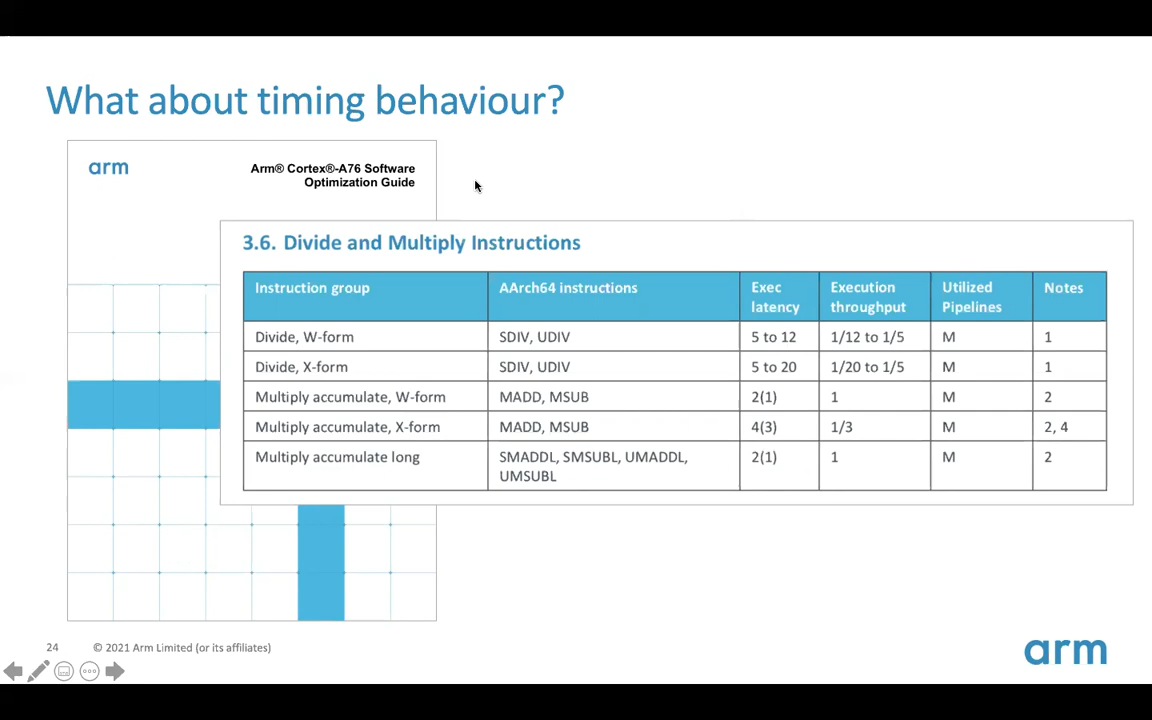 What about timing behaviour?
arm
Arm® Cortex®-A76 Software
Optimization Guide
3.6. Divide and Multiply Instructions
Instruction group AArch64 instructions Exec latency Execution throughput Utilized Pipelines Notes
Divide, W-form SDIV, UDIV 5 to 12 1/12 to 1/5 M 1
Divide, X-form SDIV, UDIV 5 to 20 1/20 to 1/5 M 1
Multiply accumulate, W-form MADD, MSUB 2(1) 1 M 2
Multiply accumulate, X-form MADD, MSUB 4(3) 1/3 M 2, 4
Multiply accumulate long SMADDL, SMSUBL, UMADDL, UMSUBL 2(1) 1 M 2
24 © 2021 Arm Limited (or its affiliates)
arm